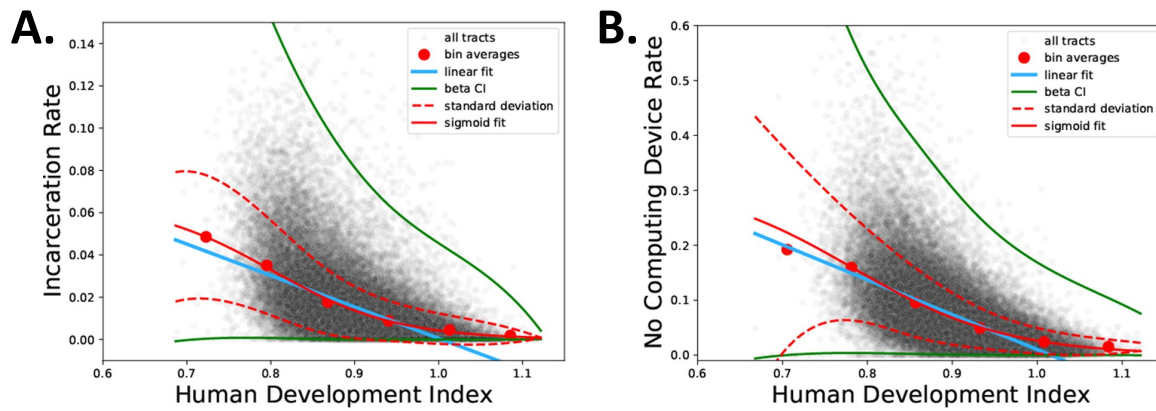 A.
Incarceration Rate
0.14
0.12
0.10
0.08
0.06
0.04
0.02
0.00
all tracts
bin averages
linear fit
beta CI
standard deviation
sigmoid fit
0.6 0.7 0.8 0.9 1.0 1.1
Human Development Index
B.
No Computing Device Rate
0.6
0.5
0.4
0.3
0.2
0.1
0.0
all tracts
bin averages
linear fit
beta CI
standard deviation
sigmoid fit
0.6 0.7 0.8 0.9 1.0 1.1
Human Development Index